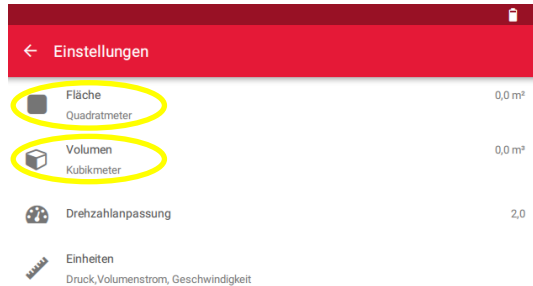 Einstellungen
Fläche 0,0 m²
Quadratmeter
Volumen 0,0 m³
Kubikmeter
Drehzahlanpassung 2,0
Einheiten
Druck,Volumenstrom, Geschwindigkeit